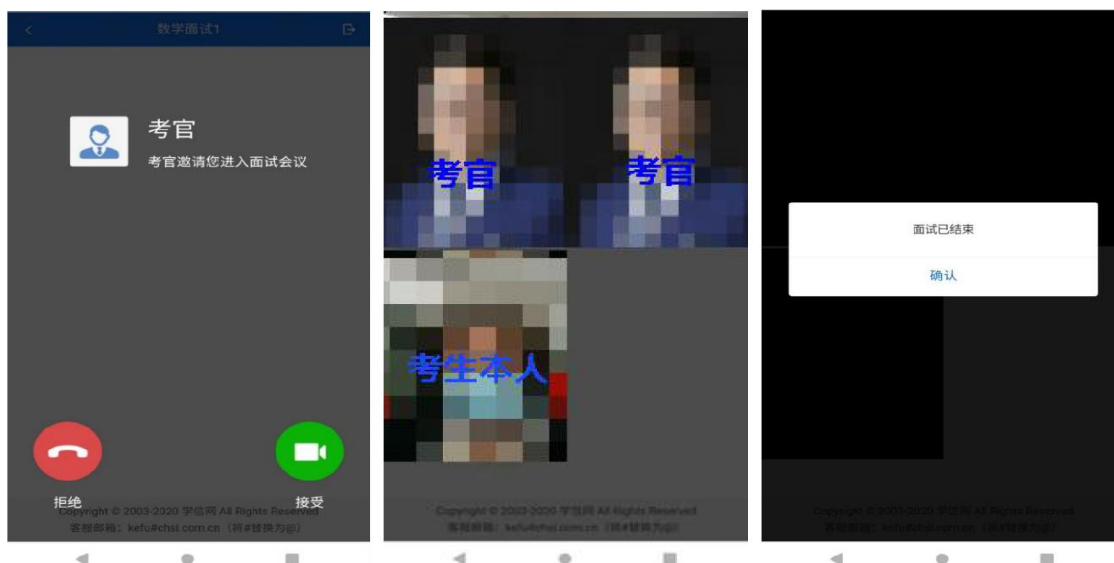 数学面试1
考官
考官邀请您进入面试会议
拒绝
接受
Copyright © 2003-2020 学信网 All Rights Reserved
客服邮箱：kefu#chsi.com.cn（将#替换为@）
考官
考官
考生本人
Copyright © 2003-2020 学信网 All Rights Reserved
客服邮箱：kefu#chsi.com.cn（将#替换为@）
面试已结束
确认
Copyright © 2003-2020 学信网 All Rights Reserved
客服邮箱：kefu#chsi.com.cn（将#替换为@）